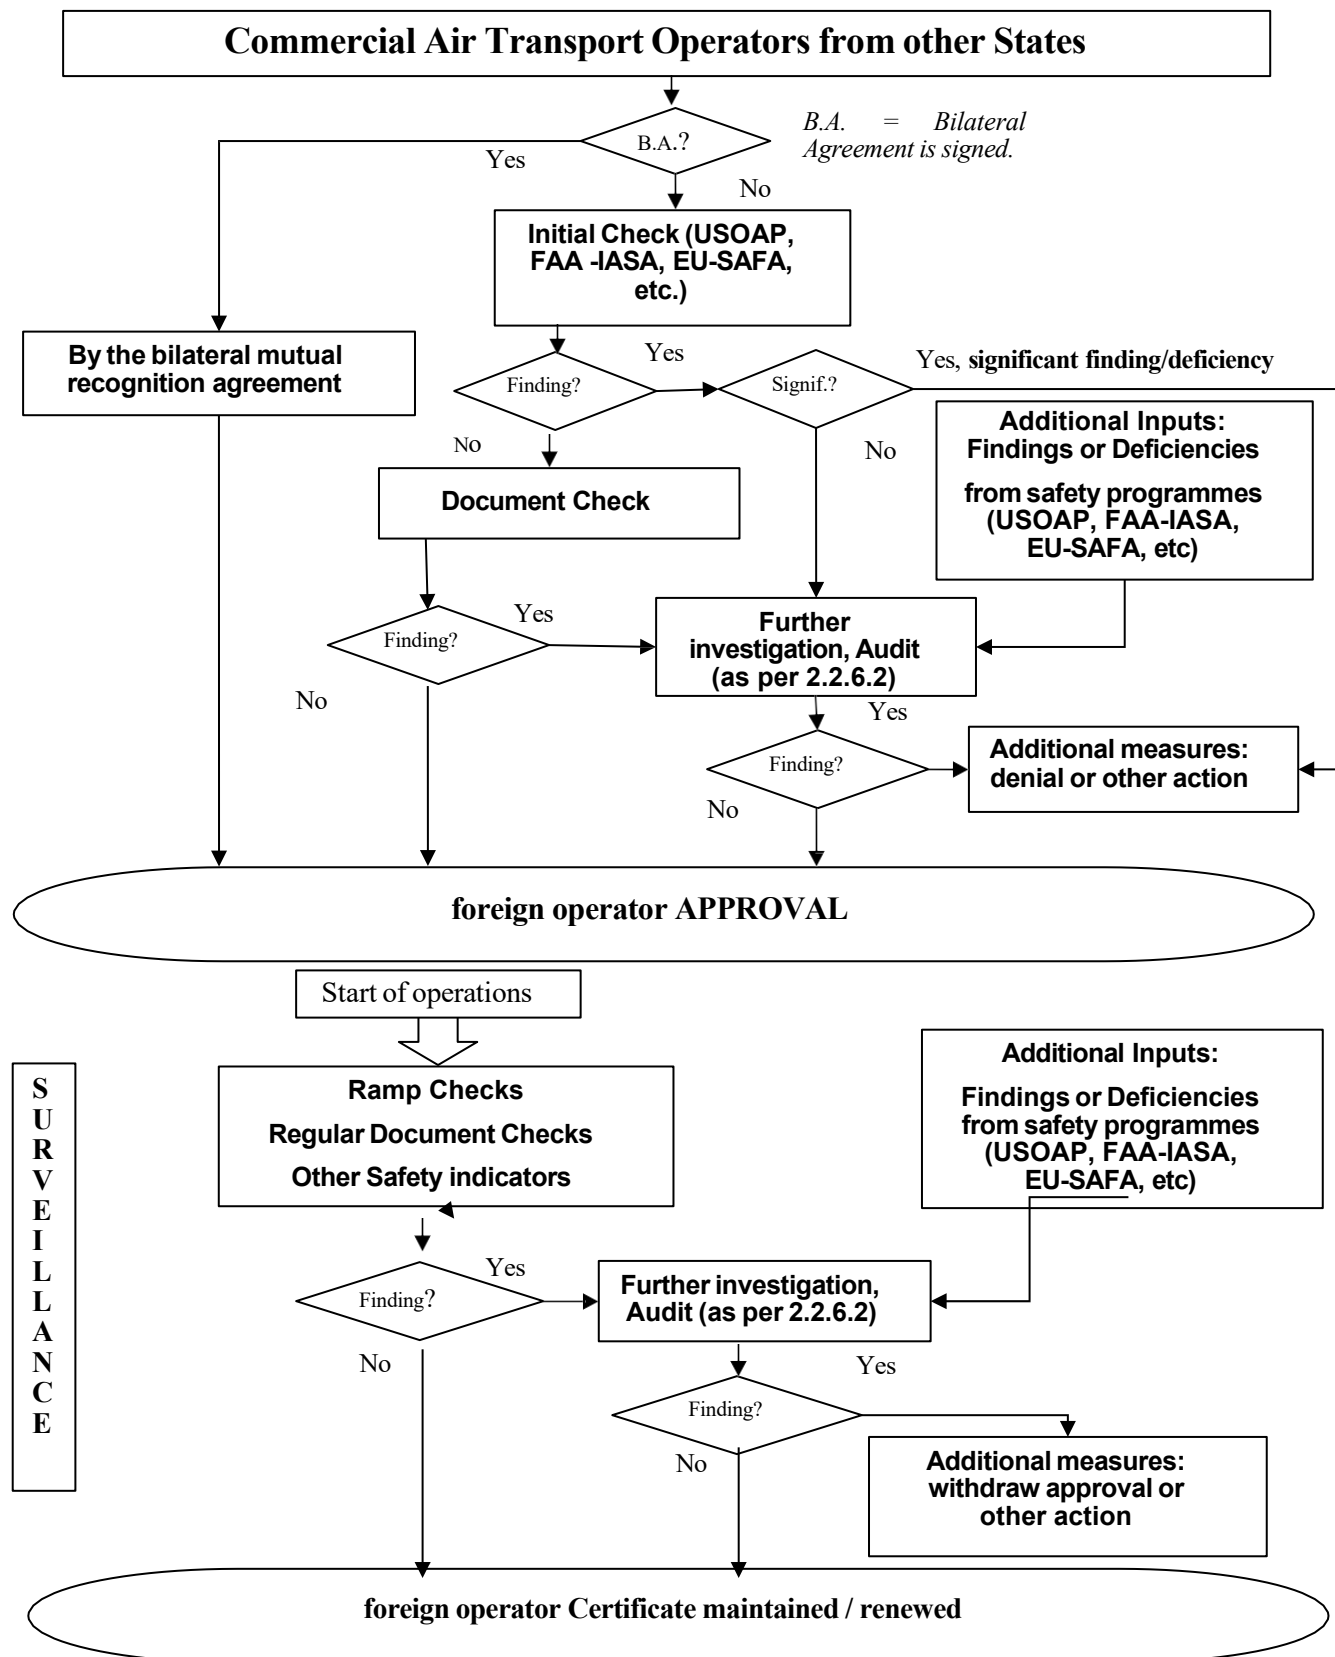 Commercial Air Transport Operators from other States
B.A.?
B.A. = Bilateral
Agreement is signed.
Yes
No
Initial Check (USOAP,
FAA -IASA, EU-SAFA,
etc.)
By the bilateral mutual
recognition agreement
Finding?
Yes
Signif.?
Yes, significant finding/deficiency
No
No
Additional Inputs:
Findings or Deficiencies
from safety programmes
(USOAP, FAA-IASA,
EU-SAFA, etc)
Document Check
Finding?
Yes
Further
investigation, Audit
(as per 2.2.6.2)
No
Yes
Finding?
Additional measures:
denial or other action
No
foreign operator APPROVAL
Start of operations
S
U
R
V
E
I
L
L
A
N
C
E
Ramp Checks
Regular Document Checks
Other Safety indicators
Additional Inputs:
Findings or Deficiencies
from safety programmes
(USOAP, FAA-IASA,
EU-SAFA, etc)
Finding?
Yes
Further investigation,
Audit (as per 2.2.6.2)
No
Yes
Finding?
No
Additional measures:
withdraw approval or
other action
foreign operator Certificate maintained / renewed